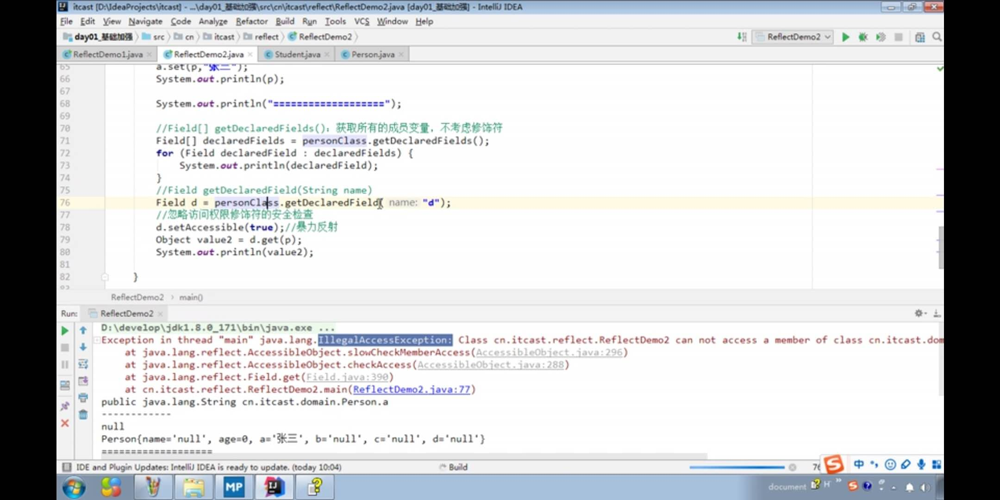 itcast [D:\IdeaProjects\itcast] - ...\day01_基础加强\src\cn\itcast\reflect\ReflectDemo2.java [day01_基础加强] - IntelliJ IDEA
File Edit View Navigate Code Analyze Refactor Build Run Tools VCS Window Help
day01_基础加强 src cn itcast reflect ReflectDemo2 ReflectDemo2
ReflectDemo1.java ReflectDemo2.java Student.java Person.java
65 a.set(p,"张三");
66 System.out.println(p);
67
68 System.out.println("===================");
69
70 //Field[] getDeclaredFields()：获取所有的成员变量，不考虑修饰符
71 Field[] declaredFields = personClass.getDeclaredFields();
72 for (Field declaredField : declaredFields) {
73 System.out.println(declaredField);
74 }
75 //Field getDeclaredField(String name)
76 Field d = personClass.getDeclaredField( name: "d");
77 //忽略访问权限修饰符的安全检查
78 d.setAccessible(true);//暴力反射
79 Object value2 = d.get(p);
80 System.out.println(value2);
81
82 }
83
ReflectDemo2 main()
Run: ReflectDemo2
D:\develop\jdk1.8.0_171\bin\java.exe ...
Exception in thread "main" java.lang.IllegalAccessException: Class cn.itcast.reflect.ReflectDemo2 can not access a member of class cn.itcast.dom
at java.lang.reflect.AccessibleObject.slowCheckMemberAccess(AccessibleObject.java:296)
at java.lang.reflect.AccessibleObject.checkAccess(AccessibleObject.java:288)
at java.lang.reflect.Field.get(Field.java:390)
at cn.itcast.reflect.ReflectDemo2.main(ReflectDemo2.java:77)
public java.lang.String cn.itcast.domain.Person.a
------------
null
Person{name='null', age=0, a='张三', b='null', c='null', d='null'}
===================
IDE and Plugin Updates: IntelliJ IDEA is ready to update. (today 10:04) Build 76 中
MP IJ document